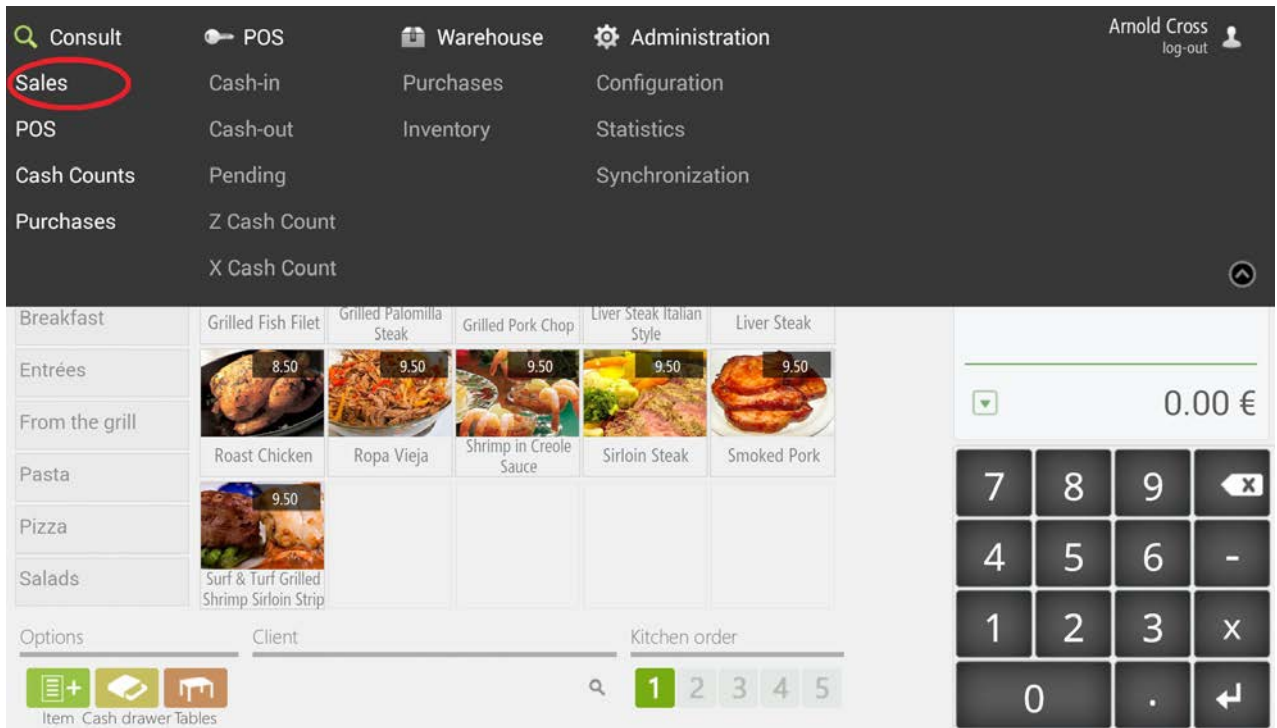 Consult
Sales
POS
Cash Counts
Purchases
POS
Cash-in
Cash-out
Pending
Z Cash Count
X Cash Count
Warehouse
Purchases
Inventory
Administration
Configuration
Statistics
Synchronization
Arnold Cross
log-out
Breakfast
Entrées
From the grill
Pasta
Pizza
Salads
Grilled Fish Filet
Grilled Palomilla
Steak
Grilled Pork Chop
Liver Steak Italian
Style
Liver Steak
8.50
Roast Chicken
9.50
Ropa Vieja
9.50
Shrimp in Creole
Sauce
9.50
Sirloin Steak
9.50
Smoked Pork
9.50
Surf & Turf Grilled
Shrimp Sirloin Strip
0.00 €
7 8 9 x
4 5 6 -
1 2 3 x
0 .
Options
Item Cash drawer Tables
Client
Kitchen order
1 2 3 4 5